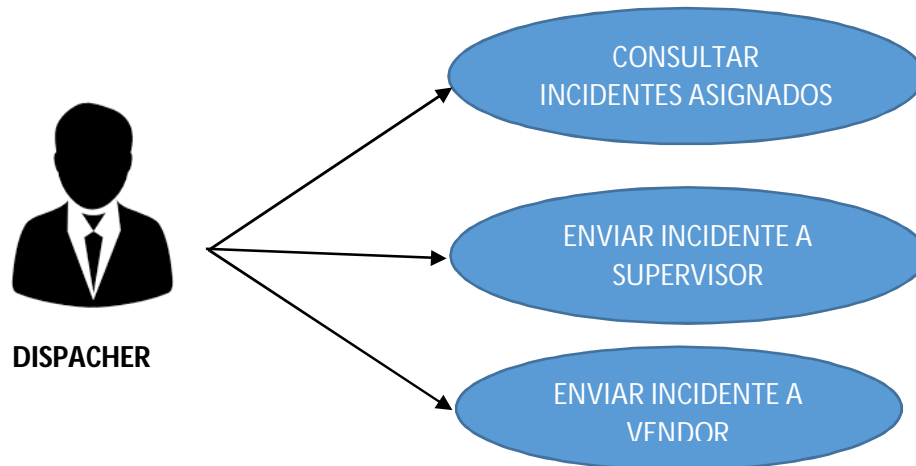 CONSULTAR
INCIDENTES ASIGNADOS
ENVIAR INCIDENTE A
SUPERVISOR
DISPACHER
ENVIAR INCIDENTE A
VENDOR